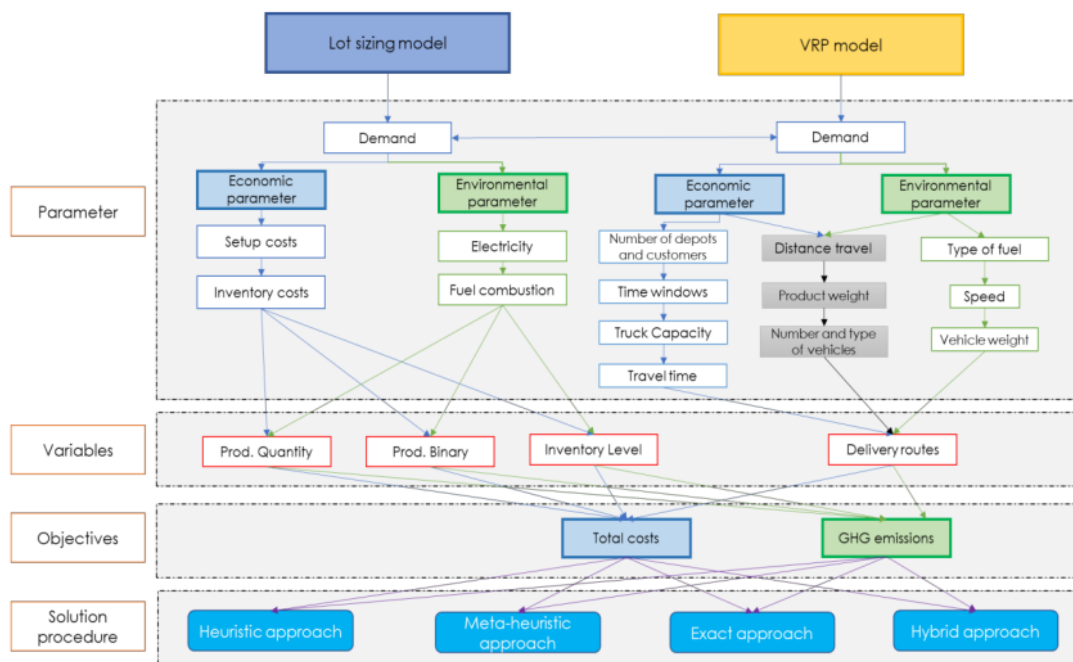 Lot sizing model
VRP model
Parameter
Demand
Demand
Economic
parameter
Environmental
parameter
Economic
parameter
Environmental
parameter
Setup costs
Electricity
Number of depots
and customers
Distance travel
Type of fuel
Inventory costs
Fuel combustion
Time windows
Product weight
Speed
Truck Capacity
Number and type
of vehicles
Vehicle weight
Travel time
Variables
Prod. Quantity
Prod. Binary
Inventory Level
Delivery routes
Objectives
Total costs
GHG emissions
Solution
procedure
Heuristic approach
Meta-heuristic
approach
Exact approach
Hybrid approach